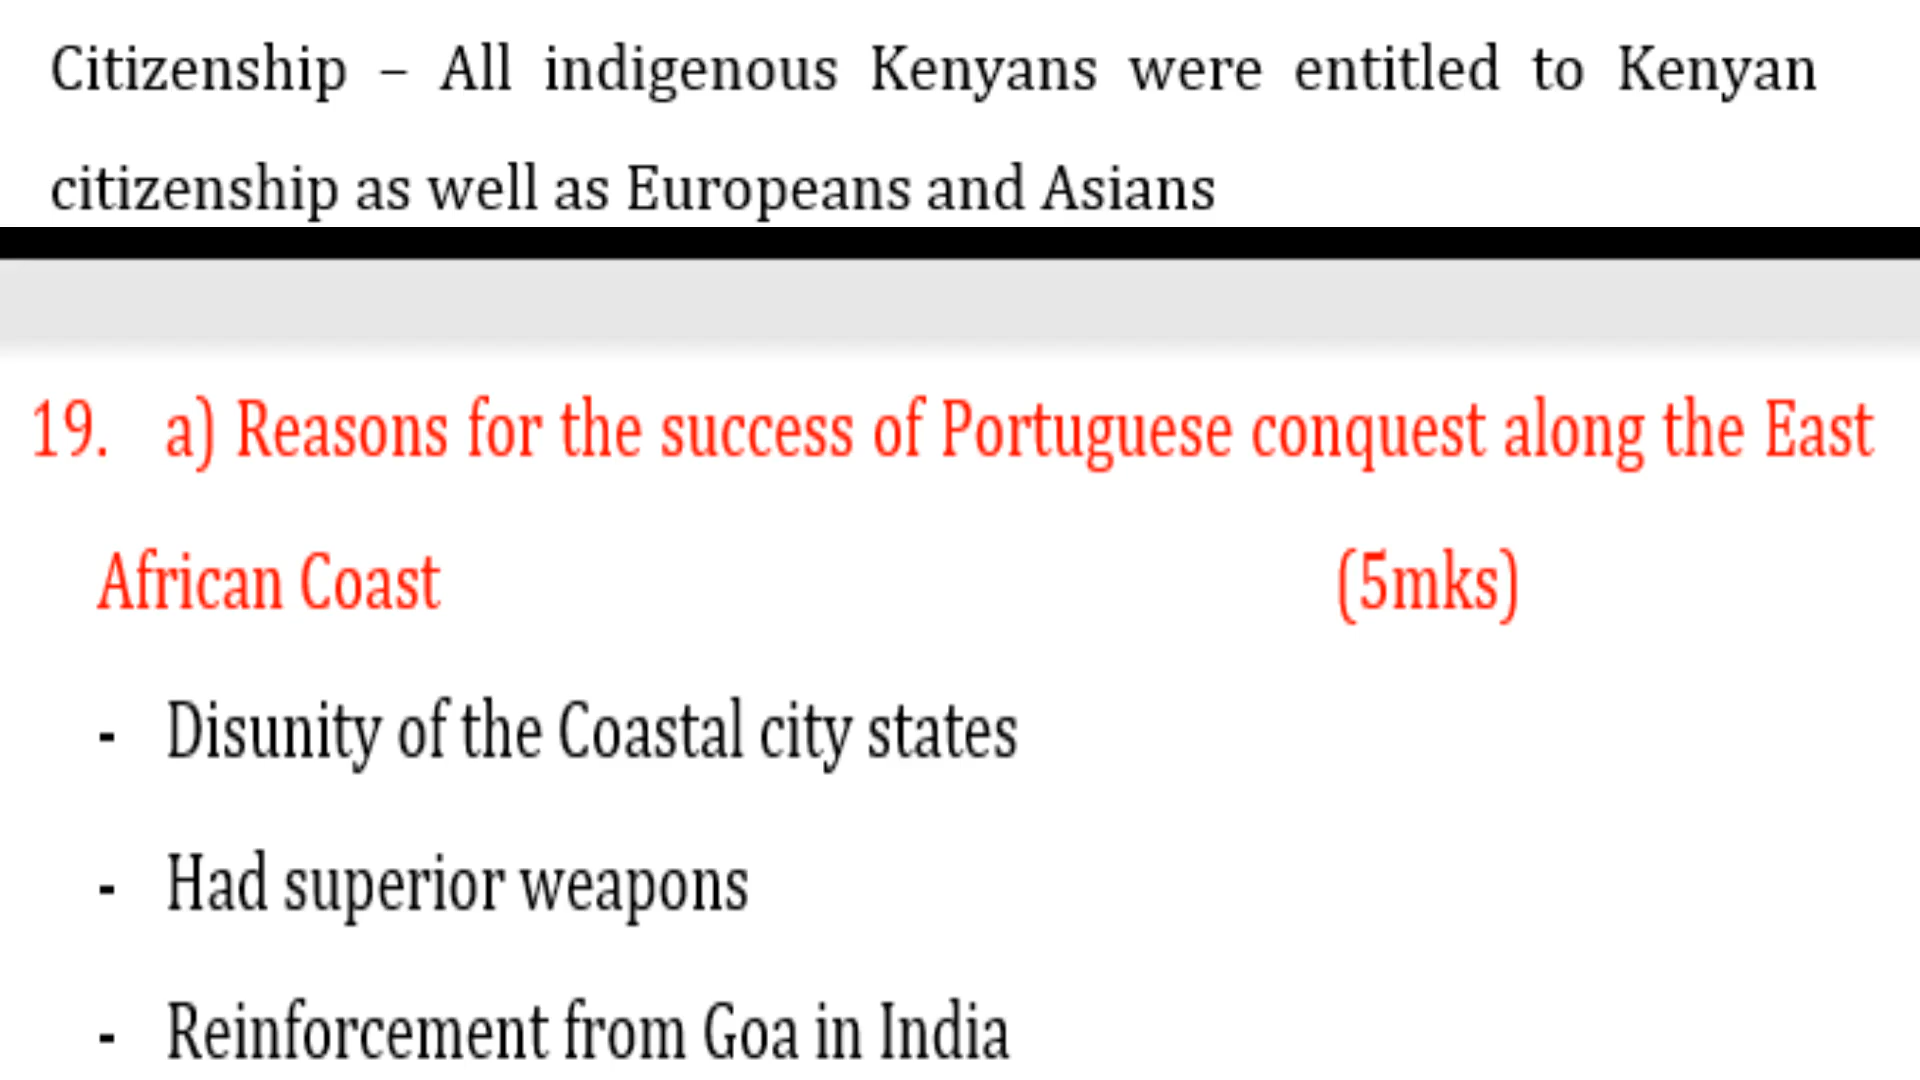 Citizenship – All indigenous Kenyans were entitled to Kenyan
citizenship as well as Europeans and Asians
19. a) Reasons for the success of Portuguese conquest along the East
African Coast (5mks)
- Disunity of the Coastal city states
- Had superior weapons
- Reinforcement from Goa in India